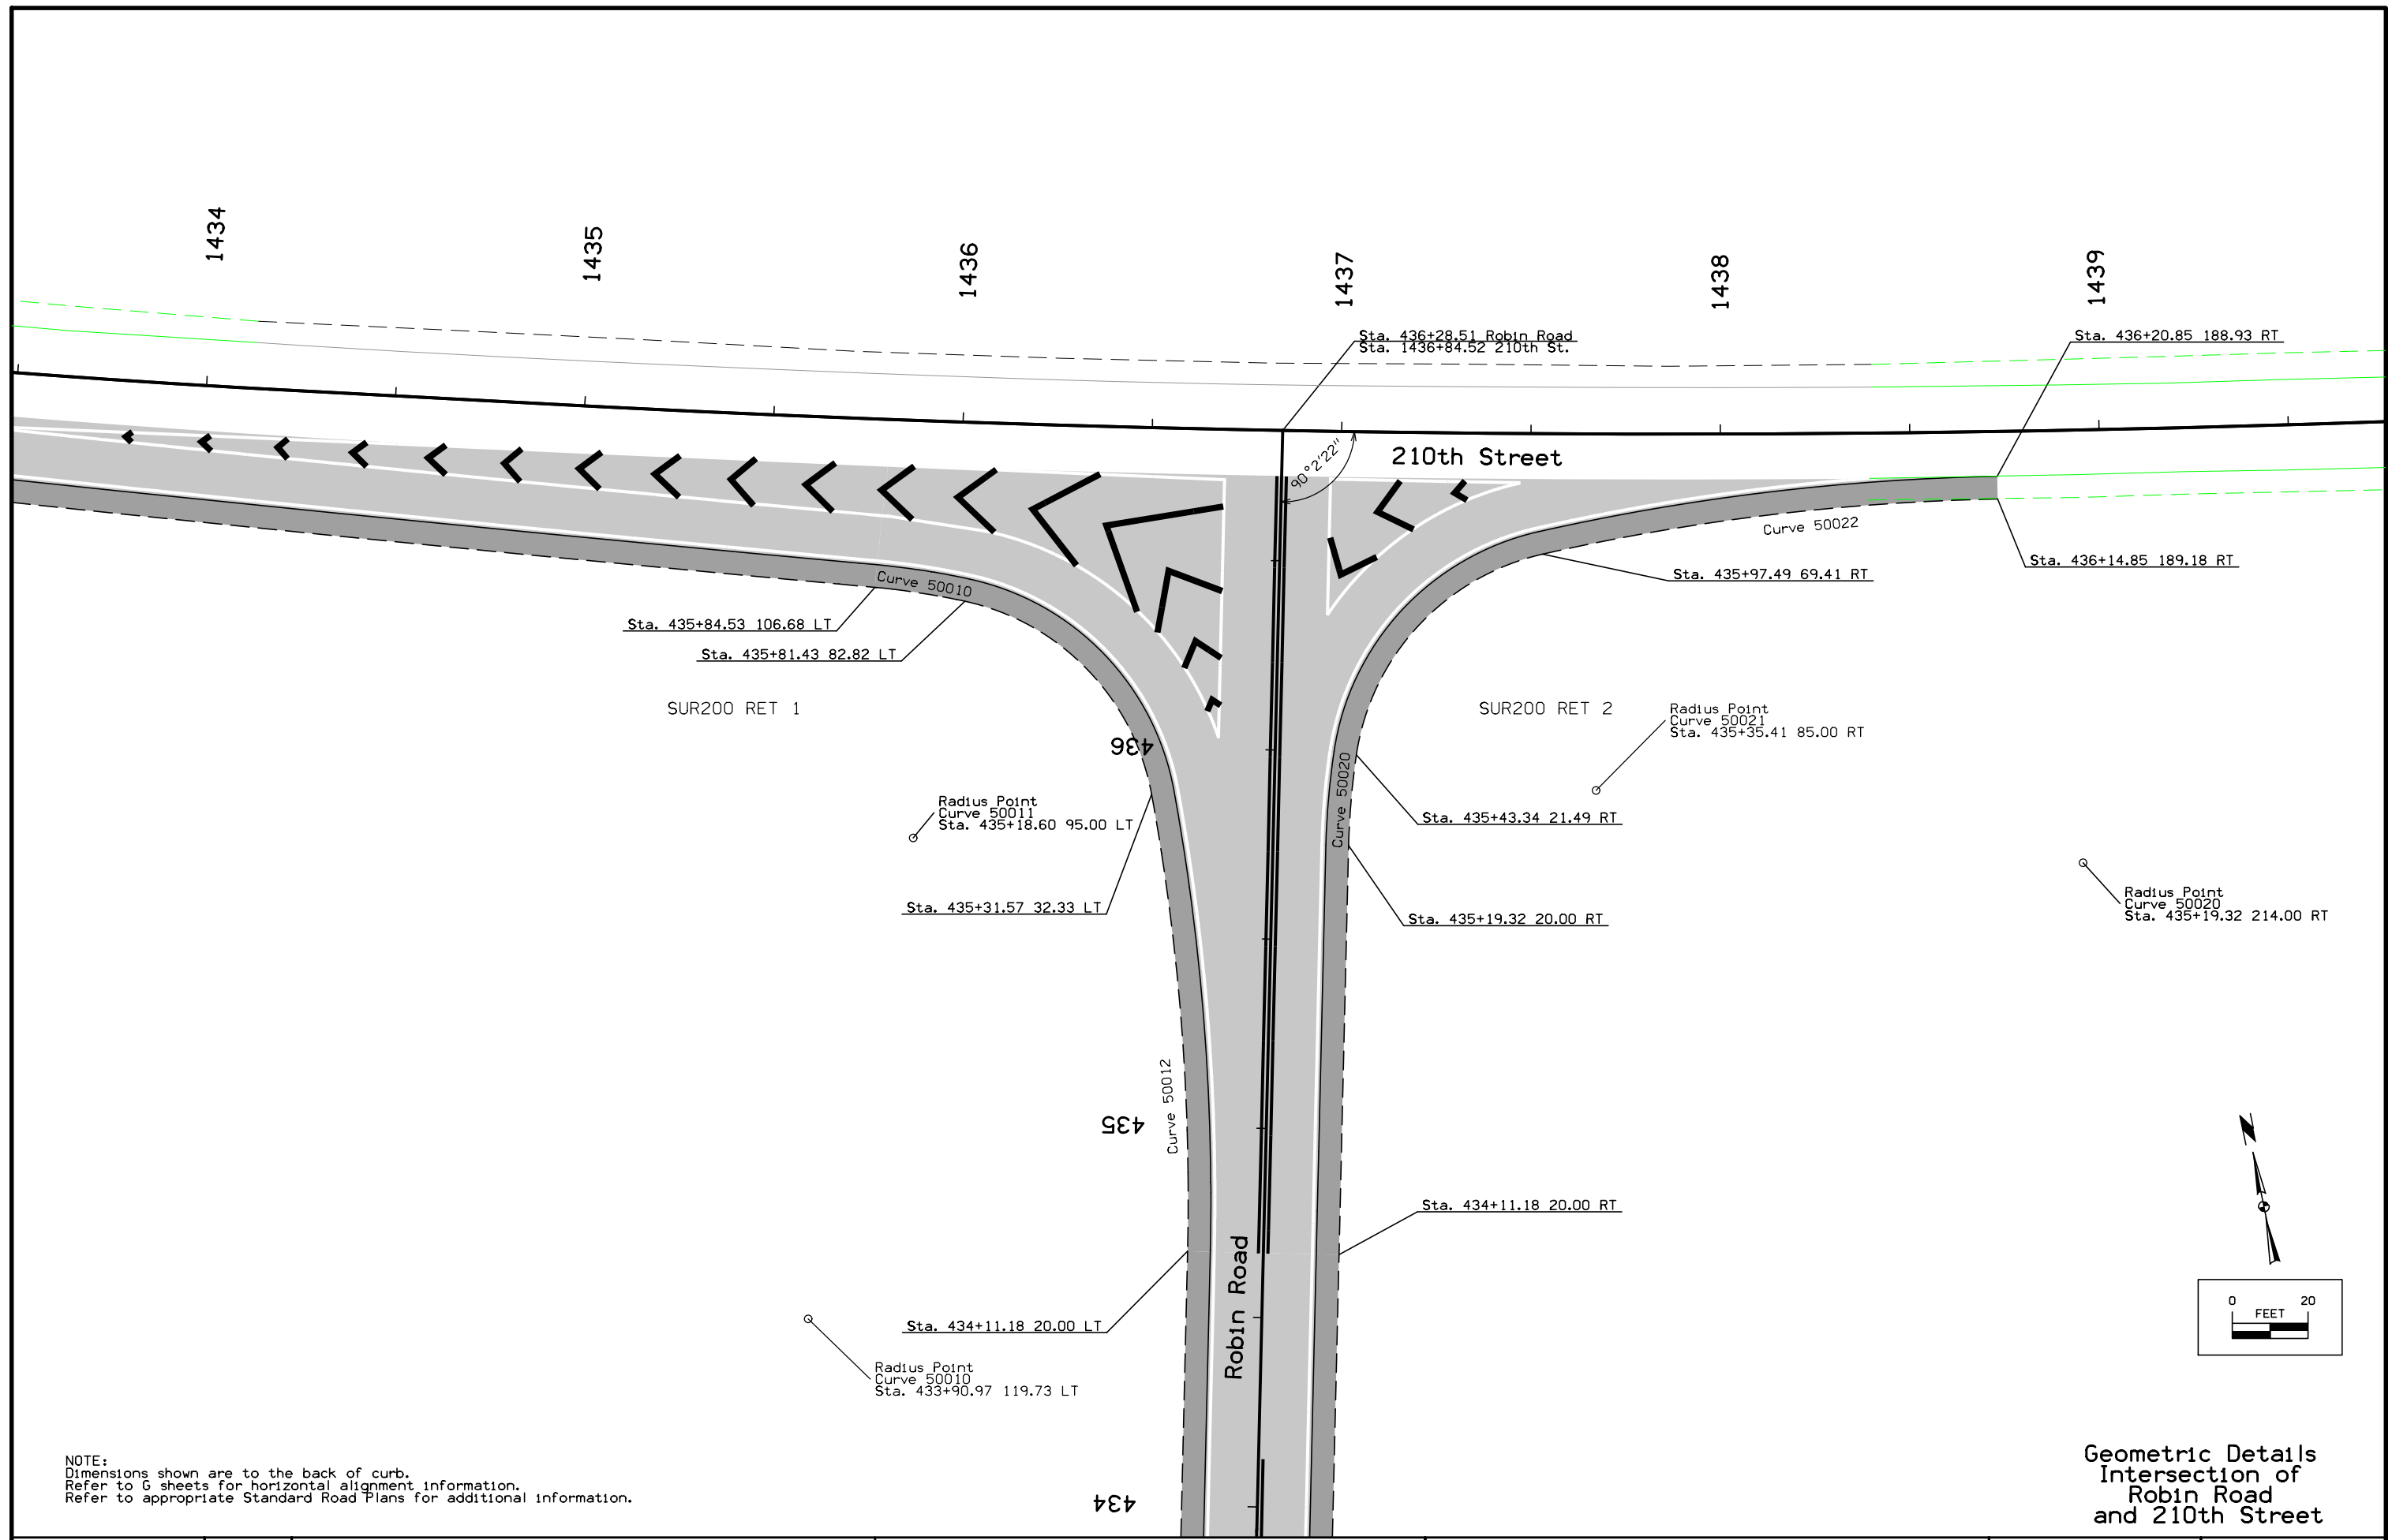 1434
1435
1436
1437
1438
1439
Sta. 436+28.51 Robin Road
Sta. 1436+84.52 210th St.
Sta. 436+20.85 188.93 RT
90°2'22"
210th Street
Curve 50022
Sta. 436+14.85 189.18 RT
Sta. 435+97.49 69.41 RT
Curve 50010
Sta. 435+84.53 106.68 LT
Sta. 435+81.43 82.82 LT
SUR200 RET 1
SUR200 RET 2
Radius Point
Curve 50021
Sta. 435+35.41 85.00 RT
436
Radius Point
Curve 50011
Sta. 435+18.60 95.00 LT
Curve 50020
Sta. 435+43.34 21.49 RT
Sta. 435+31.57 32.33 LT
Sta. 435+19.32 20.00 RT
Radius Point
Curve 50020
Sta. 435+19.32 214.00 RT
Curve 50012
435
Sta. 434+11.18 20.00 RT
Robin Road
Sta. 434+11.18 20.00 LT
Radius Point
Curve 50010
Sta. 433+90.97 119.73 LT
N
0 20
FEET
NOTE:
Dimensions shown are to the back of curb.
Refer to G sheets for horizontal alignment information.
Refer to appropriate Standard Road Plans for additional information.
434
Geometric Details
Intersection of
Robin Road
and 210th Street